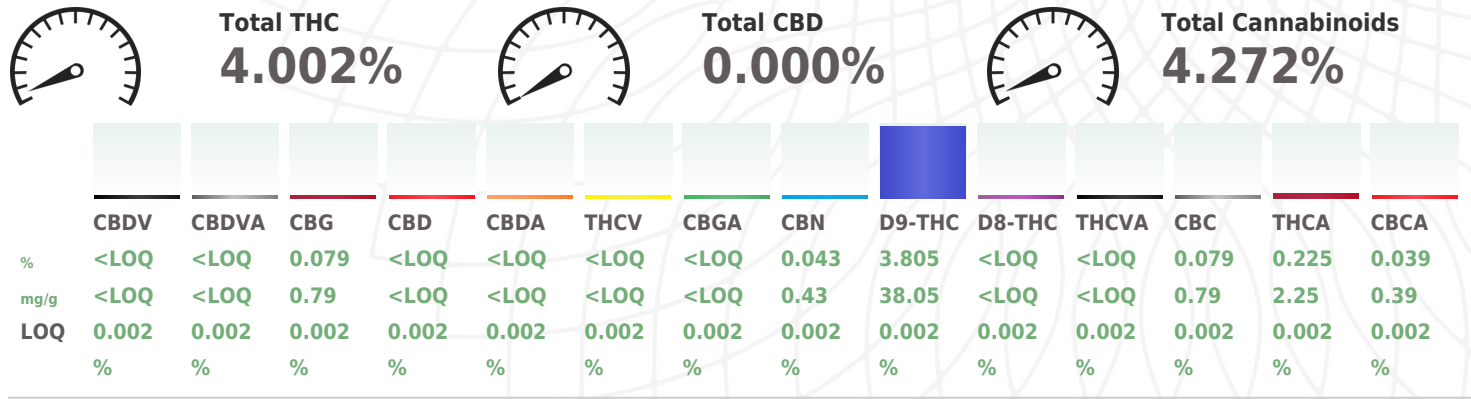 Total THC Total CBD Total Cannabinoids
4.002% 0.000% 4.272%
CBDV CBDVA CBG CBD CBDA THCV CBGA CBN D9-THC D8-THC THCVA CBC THCA CBCA
% <LOQ <LOQ 0.079 <LOQ <LOQ <LOQ <LOQ 0.043 3.805 <LOQ <LOQ 0.079 0.225 0.039
mg/g <LOQ <LOQ 0.79 <LOQ <LOQ <LOQ <LOQ 0.43 38.05 <LOQ <LOQ 0.79 2.25 0.39
LOQ 0.002 0.002 0.002 0.002 0.002 0.002 0.002 0.002 0.002 0.002 0.002 0.002 0.002 0.002
% % % % % % % % % % % % % %